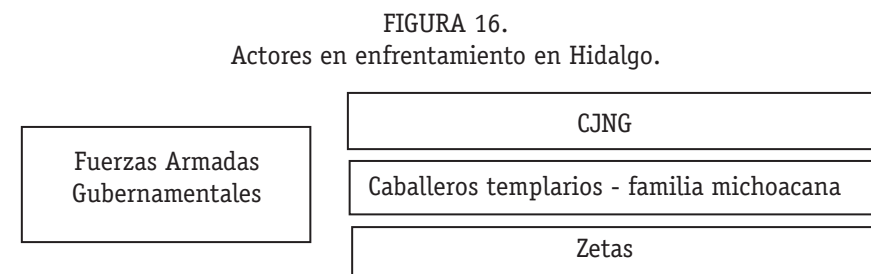 FIGURA 16.
Actores en enfrentamiento en Hidalgo.
Fuerzas Armadas
Gubernamentales
CJNG
Caballeros templarios - familia michoacana
Zetas